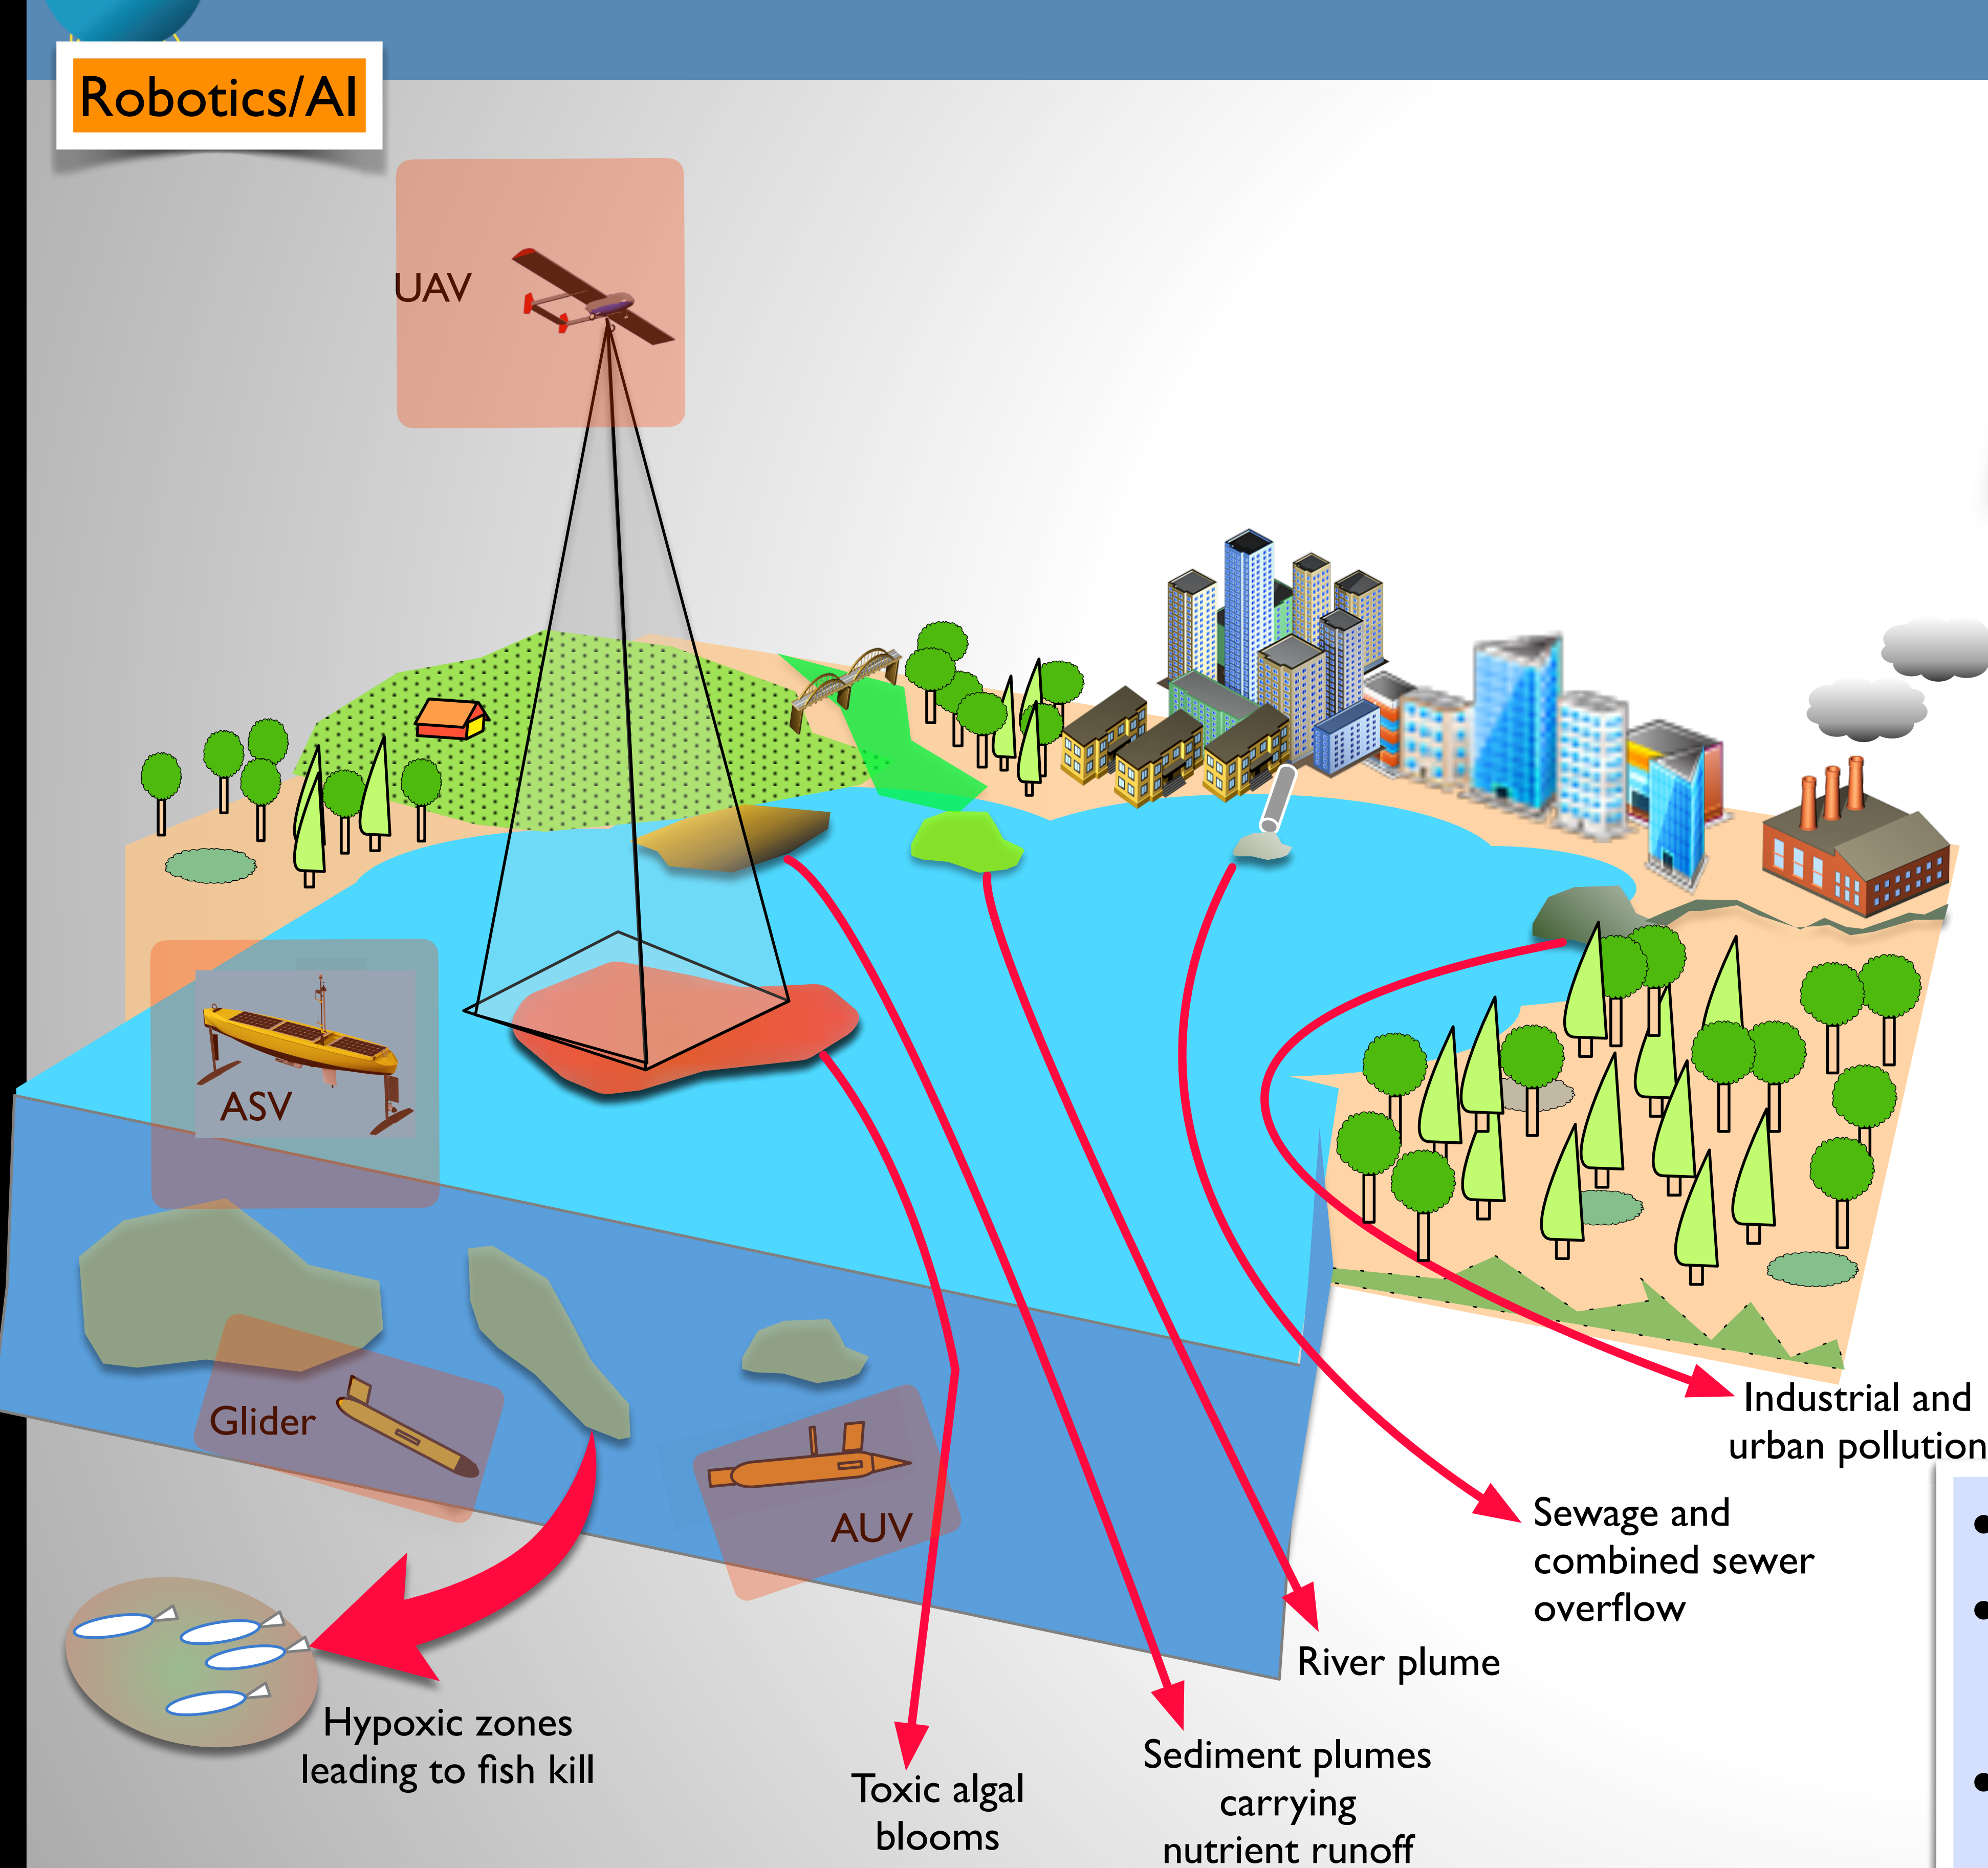 Robotics/AI
UAV
ASV
Glider
AUV
Industrial and
urban pollution
Sewage and
combined sewer
overflow
River plume
Hypoxic zones
leading to fish kill
Toxic algal
blooms
Sediment plumes
carrying
nutrient runoff